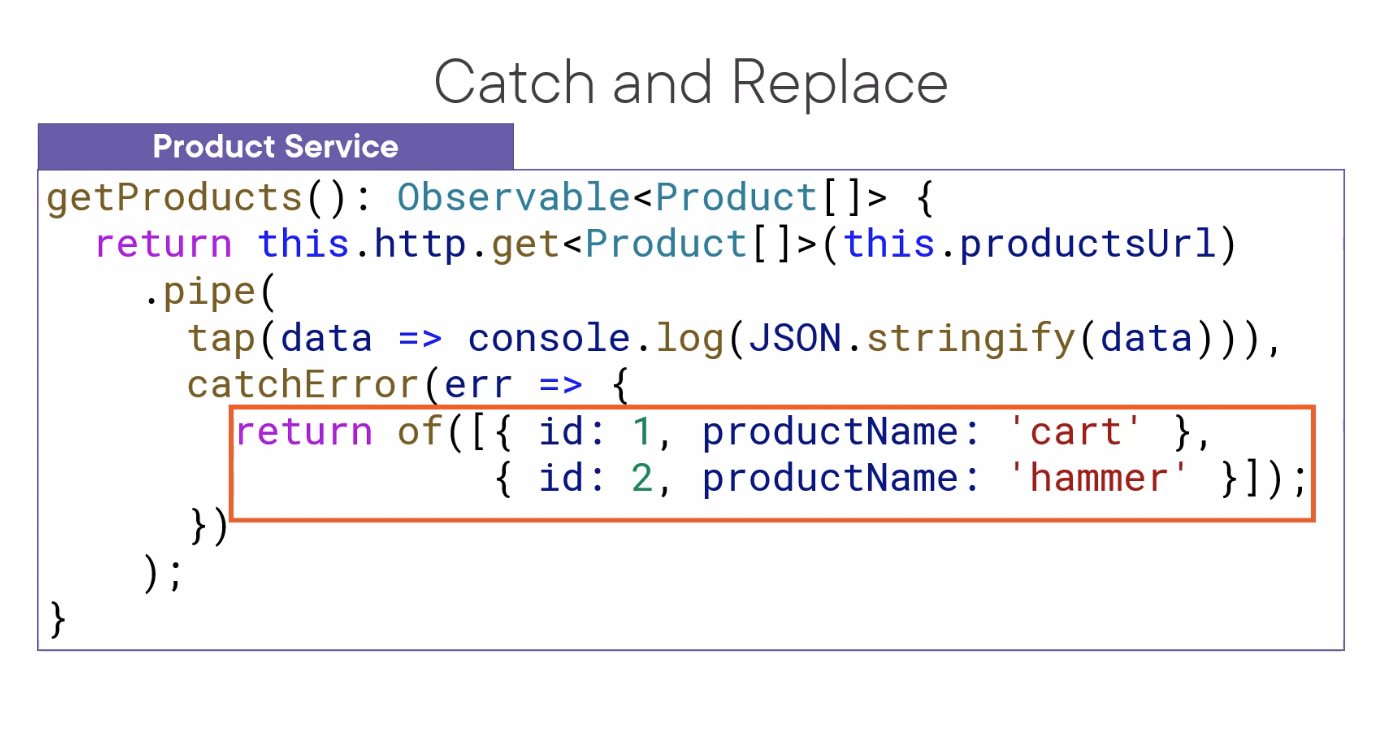 Catch and Replace
Product Service
getProducts(): Observable<Product[]> {
return this.http.get<Product[]>(this.productsUrl)
.pipe(
tap(data => console.log(JSON.stringify(data))),
catchError(err => {
return of([{ id: 1, productName: 'cart' },
{ id: 2, productName: 'hammer' }]);
})
);
}